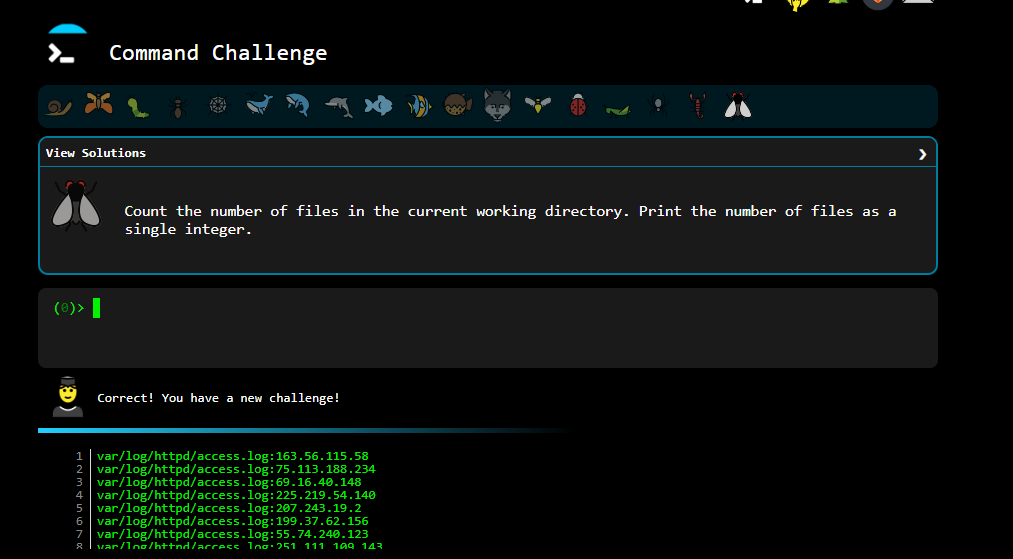 Command Challenge
View Solutions
Count the number of files in the current working directory. Print the number of files as a
single integer.
(0)>
Correct! You have a new challenge!
1 var/log/httpd/access.log:163.56.115.58
2 var/log/httpd/access.log:75.113.188.234
3 var/log/httpd/access.log:69.16.40.148
4 var/log/httpd/access.log:225.219.54.140
5 var/log/httpd/access.log:207.243.19.2
6 var/log/httpd/access.log:199.37.62.156
7 var/log/httpd/access.log:55.74.240.123
8 var/log/httpd/access.log:251.111.109.143